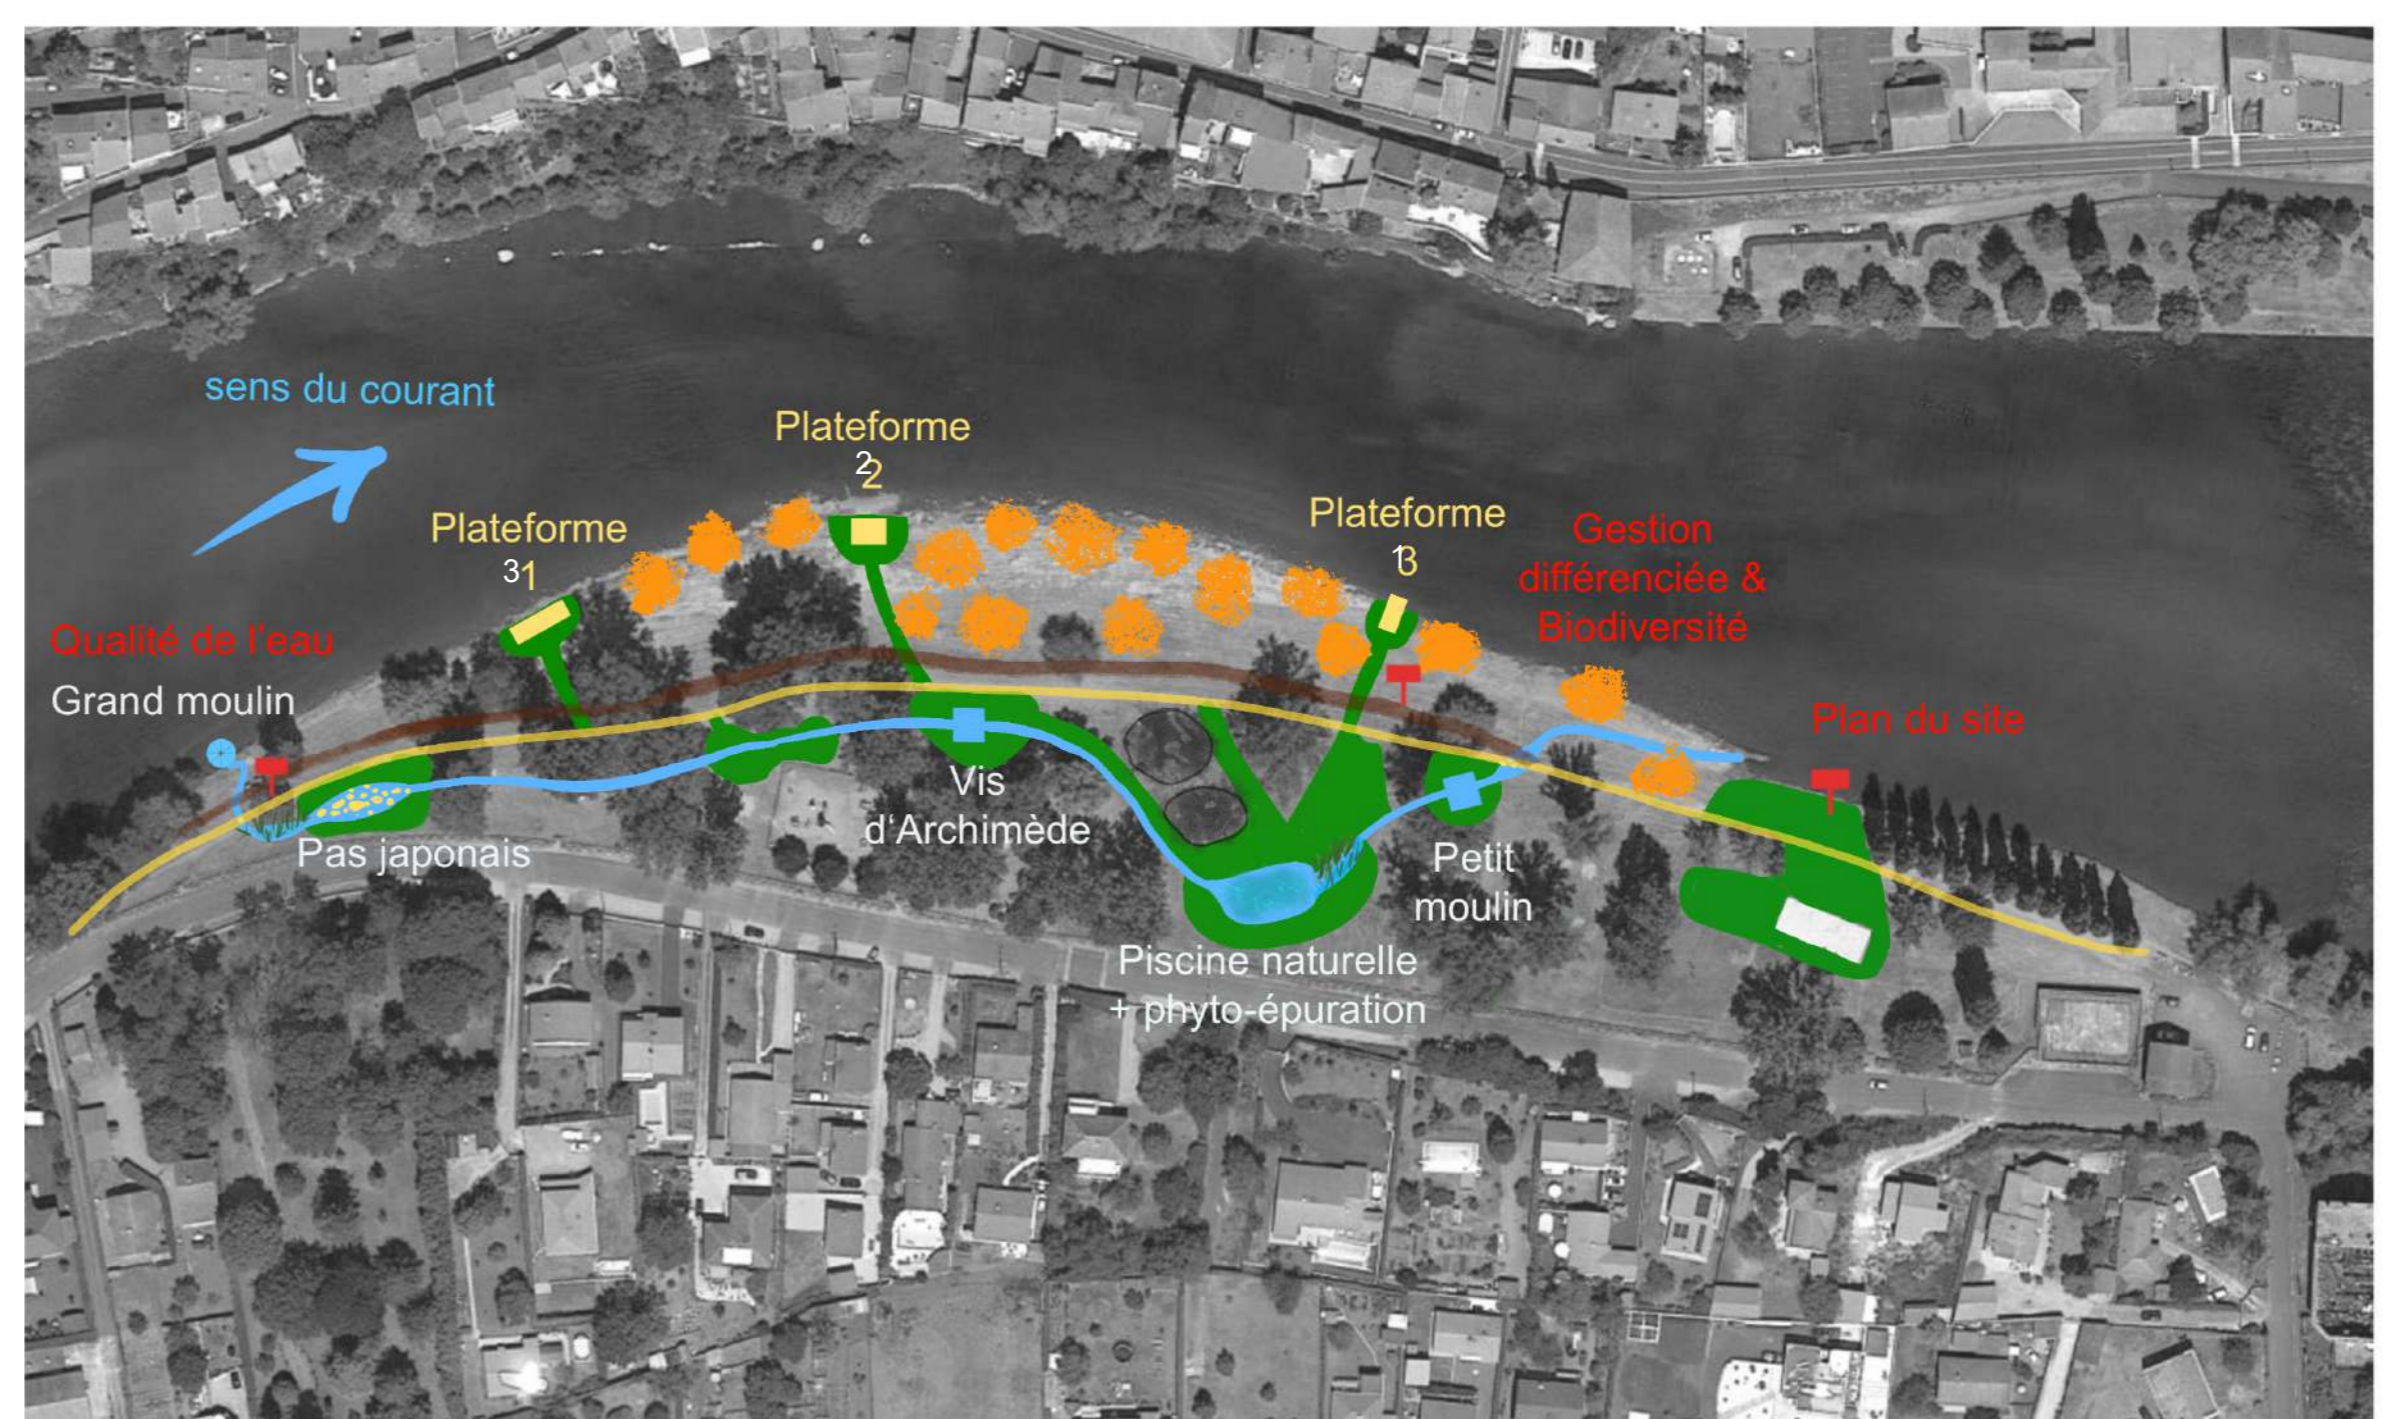 sens du courant
Plateforme
2
2
Plateforme
3
1
Plateforme
1
3
Gestion
différenciée &
Biodiversité
Qualité de l'eau
Grand moulin
Plan du site
Pas japonais
Vis
d'Archimède
Petit
moulin
Piscine naturelle
+ phyto-épuration